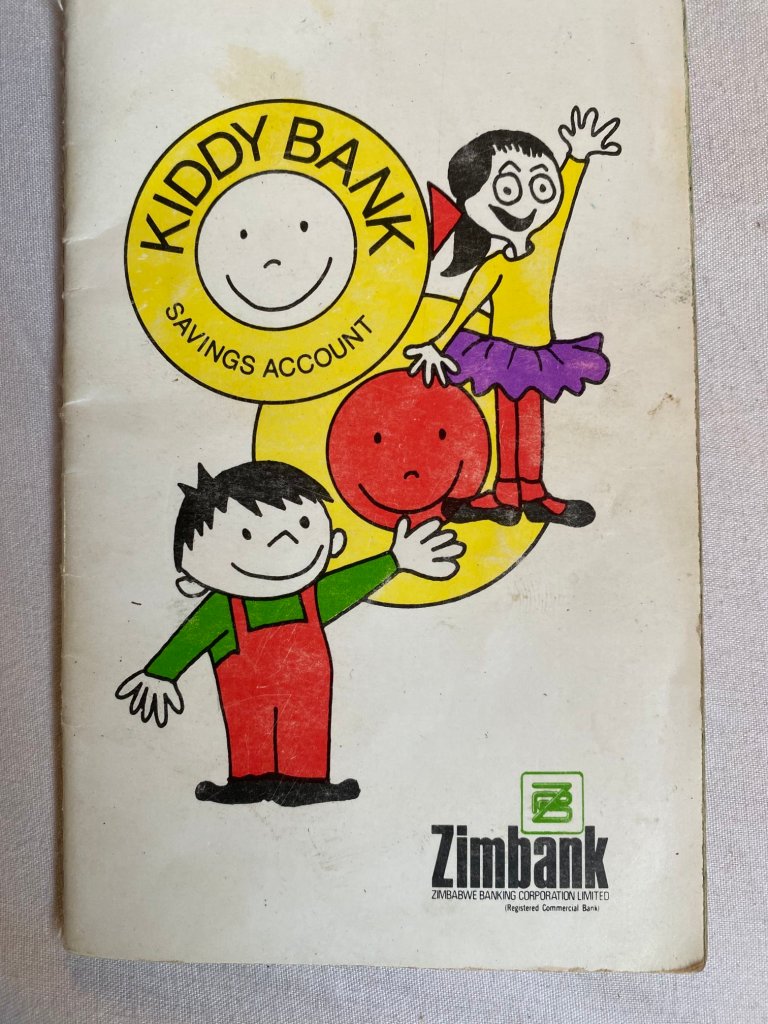 KIDDY BANK
SAVINGS ACCOUNT
Zimbank
ZIMBABWE BANKING CORPORATION LIMITED
(Registered Commercial Bank)